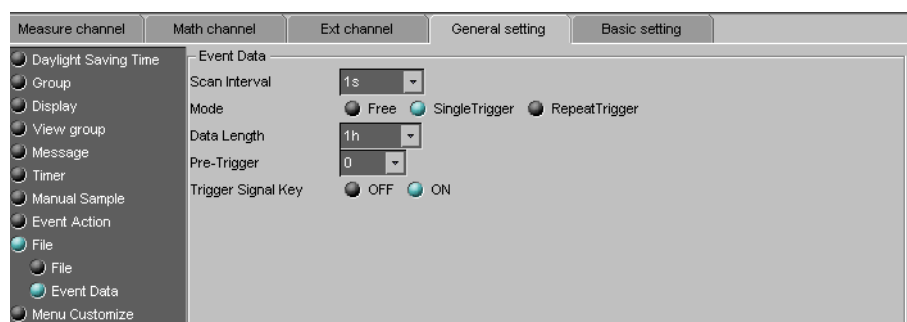 Measure channel Math channel Ext channel General setting Basic setting
Daylight Saving Time
Group
Display
View group
Message
Timer
Manual Sample
Event Action
File
File
Event Data
Menu Customize
Event Data
Scan Interval 1s
Mode Free SingleTrigger RepeatTrigger
Data Length 1h
Pre-Trigger 0
Trigger Signal Key OFF ON